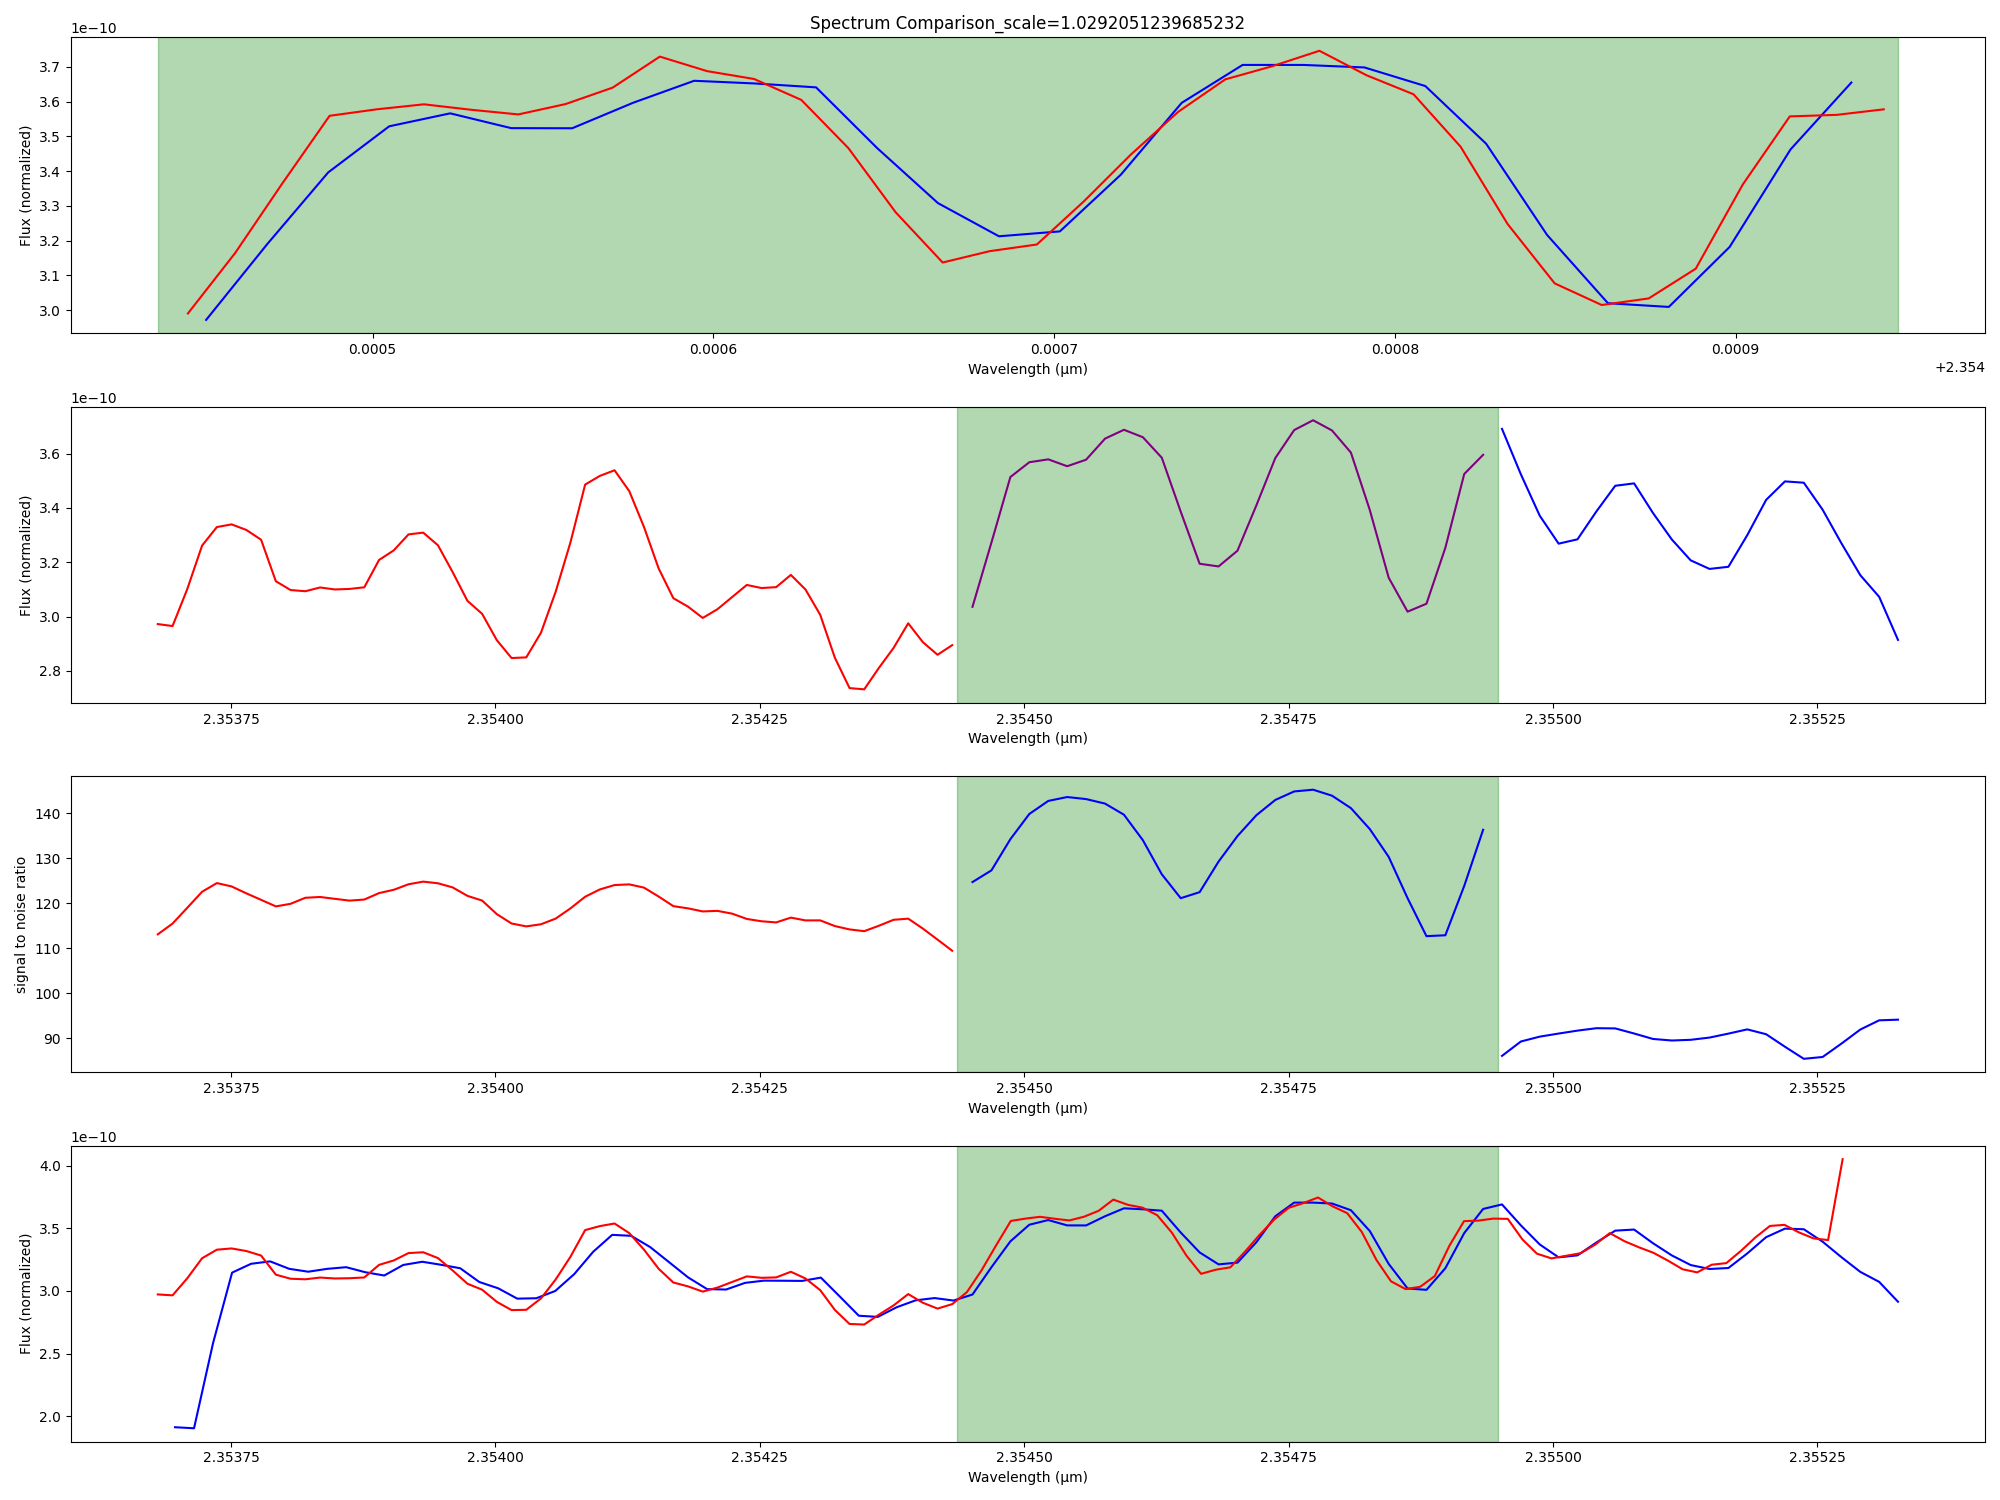 Spectrum Comparison_scale=1.0292051239685232
1e−10
3.7
3.6
3.5
3.4
3.3
3.2
3.1
3.0
Flux (normalized)
0.0005 0.0006 0.0007 0.0008 0.0009
Wavelength (μm)
+2.354
1e−10
3.6
3.4
3.2
3.0
2.8
Flux (normalized)
2.35375 2.35400 2.35425 2.35450 2.35475 2.35500 2.35525
Wavelength (μm)
140
130
120
110
100
90
signal to noise ratio
2.35375 2.35400 2.35425 2.35450 2.35475 2.35500 2.35525
Wavelength (μm)
1e−10
4.0
3.5
3.0
2.5
2.0
Flux (normalized)
2.35375 2.35400 2.35425 2.35450 2.35475 2.35500 2.35525
Wavelength (μm)